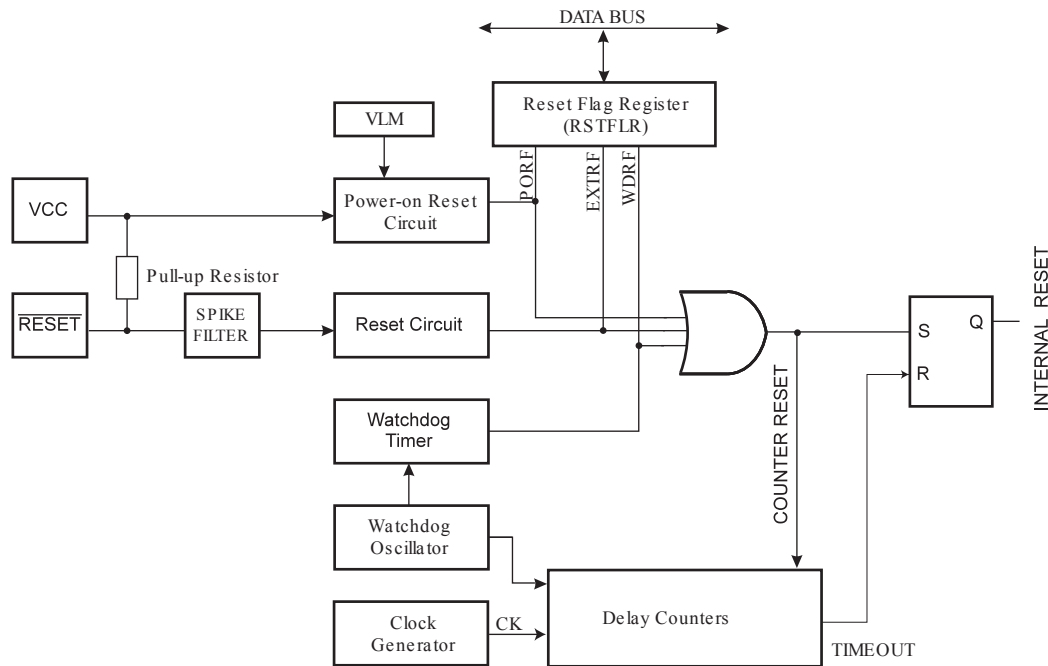 DATA BUS
Reset Flag Register
(RSTFLR)
VLM
PORF
EXTRF
WDRF
VCC
Power-on Reset
Circuit
Pull-up Resistor
RESET
SPIKE
FILTER
Reset Circuit
S
Q
R
INTERNAL RESET
COUNTER RESET
Watchdog
Timer
Watchdog
Oscillator
Clock
Generator
CK
Delay Counters
TIMEOUT